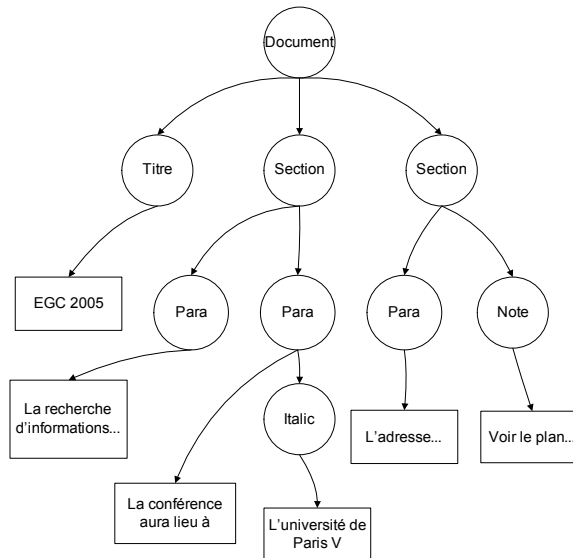 Document
Titre
Section
Section
EGC 2005
Para
Para
Para
Note
La recherche
d'informations...
Italic
L'adresse...
Voir le plan...
La conférence
aura lieu à
L'université de
Paris V